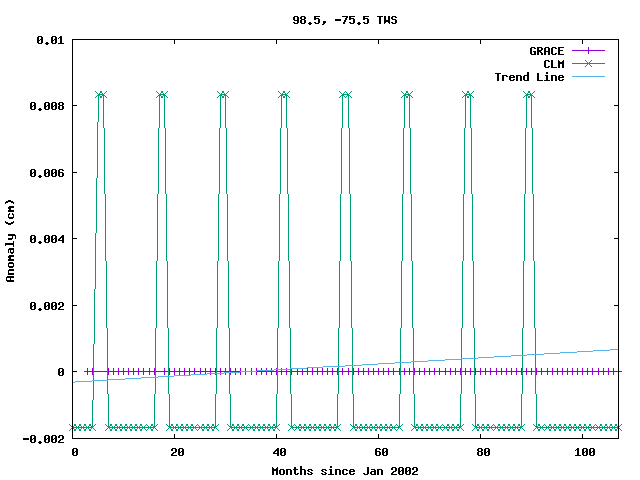 98.5, -75.5 TWS
0.01
GRACE
CLM
Trend Line
0.008
0.006
0.004
0.002
0
-0.002
Anomaly (cm)
0 20 40 60 80 100
Months since Jan 2002